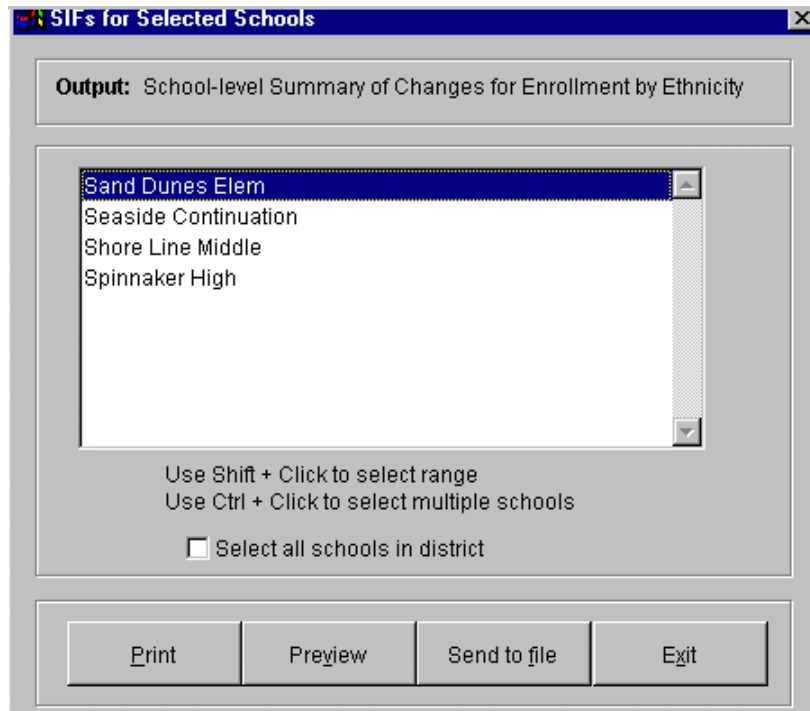 SIFs for Selected Schools
Output: School-level Summary of Changes for Enrollment by Ethnicity
Sand Dunes Elem
Seaside Continuation
Shore Line Middle
Spinnaker High
Use Shift + Click to select range
Use Ctrl + Click to select multiple schools
Select all schools in district
Print Preview Send to file Exit